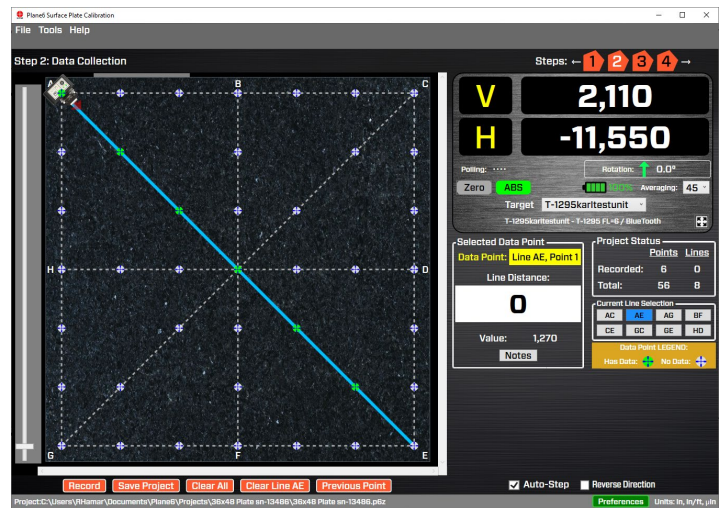 Plane6 Surface Plate Calibration
File Tools Help
Step 2: Data Collection
Steps: ← 1 2 3 4 →
A B C
H D
G F E
V 2,110
H -11,550
Polling: ····
Rotation: 0.0°
Zero ABS 100% Averaging: 45
Target T-1295karltestunit
T-1295karltestunit - T-1295 FL=6 / BlueTooth
Selected Data Point
Data Point: Line AE, Point 1
Line Distance:
0
Value: 1,270
Notes
Project Status
Points Lines
Recorded: 6 0
Total: 56 8
Current Line Selection
AC AE AG BF
CE GC GE HD
Data Point LEGEND:
Has Data: No Data:
Record Save Project Clear All Clear Line AE Previous Point
Auto-Step Reverse Direction
Project:C:\Users\RHamar\Documents\Plane6\Projects\36x48 Plate sn-13486\36x48 Plate sn-13486.p6z
Preferences Units: in, in/ft, µin